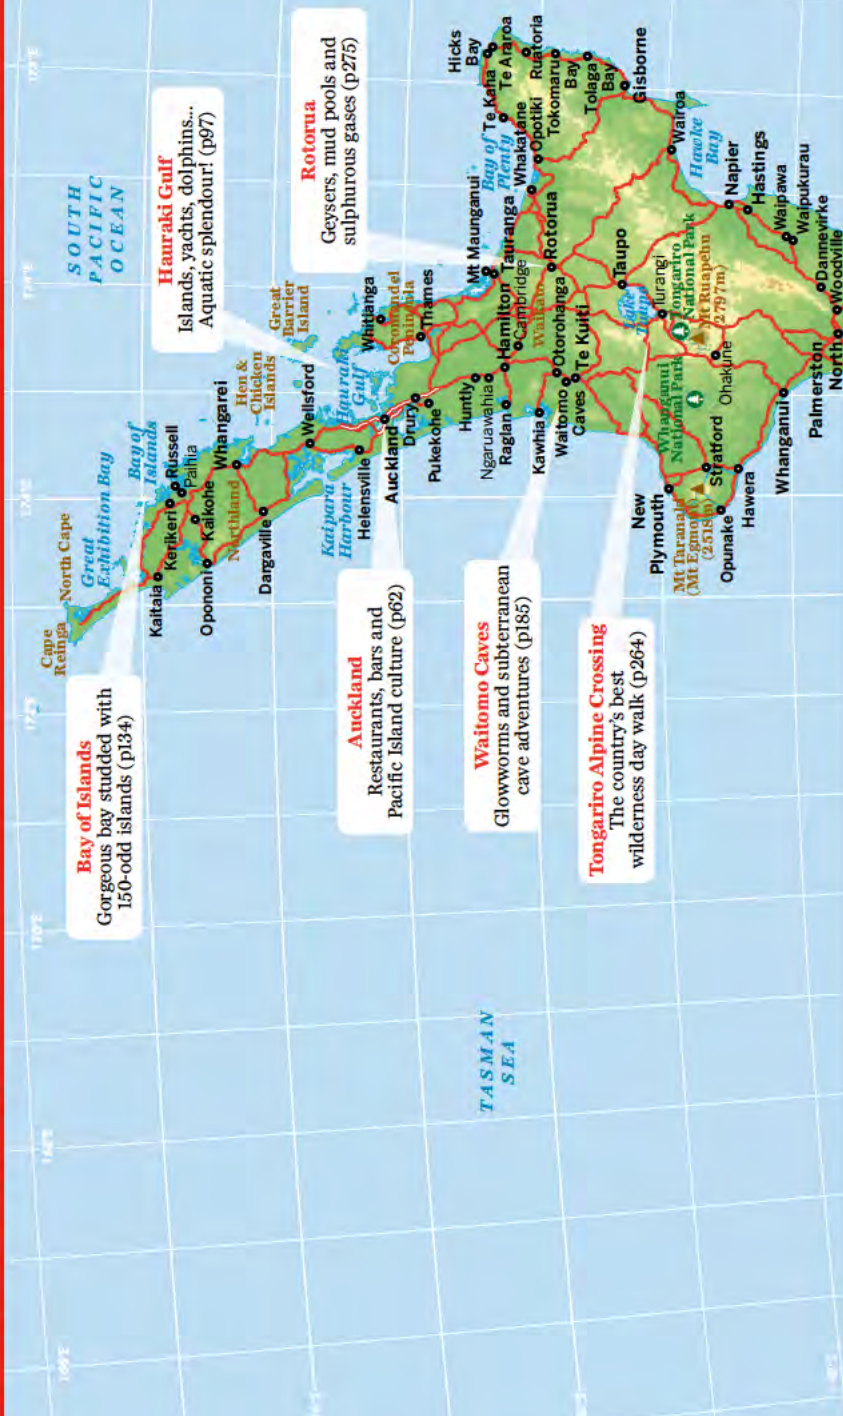 Cape
Reinga
North Cape
Great
Exhibition Bay
Bay of
Islands
Kaitaia
Kerikeri
Russell
Paihia
Opononi
Kaikohe
Northland
Whangarei
Hen &
Chicken
Islands
Dargaville
Wellsford
Great
Barrier
Island
Kaipara
Harbour
Helensville
Hauraki
Gulf
Auckland
Drury
Pukekohe
Whitianga
Coromandel
Peninsula
Thames
Huntly
Ngaruawahia
Raglan
Hamilton
Cambridge
Waikato
Kawhia
Otorohanga
Waitomo
Caves
Te Kuiti
Mt Maunganui
Tauranga
Bay of
Plenty
Te Kaha
Hicks
Bay
Te Araroa
Ruatoria
Tokomaru
Bay
Tolaga
Bay
Gisborne
Whakatane
Opotiki
Rotorua
Taupo
Lake
Taupo
Turangi
Tongariro
National Park
Mt Ruapehu
(2797m)
Wairoa
Hawke
Bay
Napier
Hastings
Waipawa
Waipukurau
Dannevirke
Woodville
Palmerston
North
Whanganui
National Park
Ohakune
Whanganui
New
Plymouth
Mt Taranaki
(Mt Egmont)
(2518m)
Stratford
Opunake
Hawera
SOUTH
PACIFIC
OCEAN
TASMAN
SEA
Bay of Islands
Gorgeous bay studded with
150-odd islands (p134)
Hauraki Gulf
Islands, yachts, dolphins...
Aquatic splendour! (p97)
Rotorua
Geysers, mud pools and
sulphurous gases (p275)
Auckland
Restaurants, bars and
Pacific Island culture (p62)
Waitomo Caves
Glowworms and subterranean
cave adventures (p185)
Tongariro Alpine Crossing
The country's best
wilderness day walk (p264)